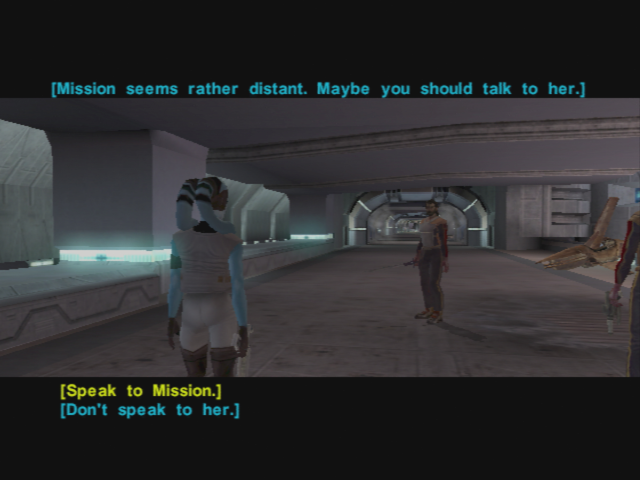 [Mission seems rather distant. Maybe you should talk to her.]
[Speak to Mission.]
[Don't speak to her.]